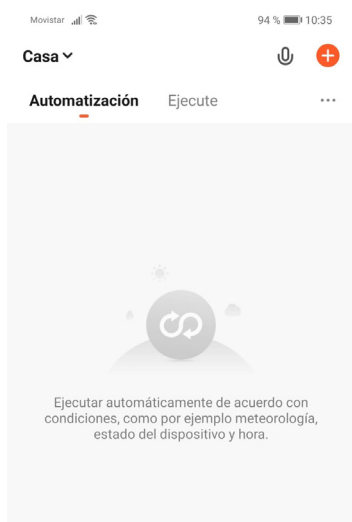 Movistar 94 % 10:35
Casa
Automatización Ejecute
Ejecutar automáticamente de acuerdo con
condiciones, como por ejemplo meteorología,
estado del dispositivo y hora.